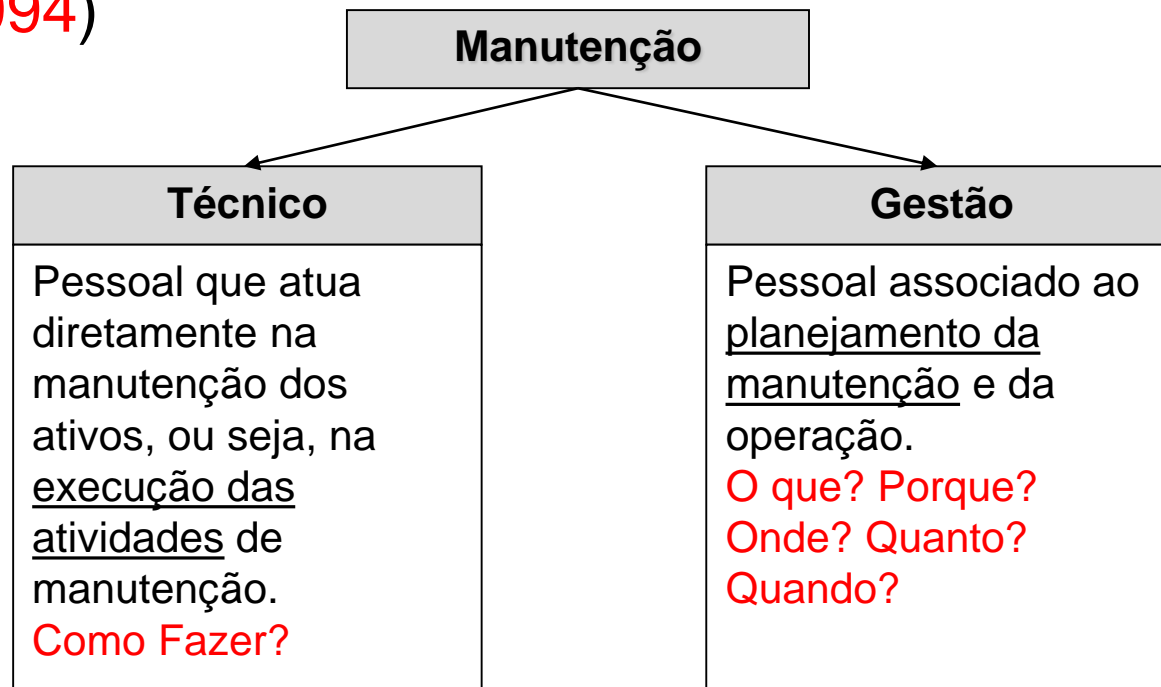 994)
Manutenção
Técnico
Pessoal que atua
diretamente na
manutenção dos
ativos, ou seja, na
execução das
atividades de
manutenção.
Como Fazer?
Gestão
Pessoal associado ao
planejamento da
manutenção e da
operação.
O que? Porque?
Onde? Quanto?
Quando?